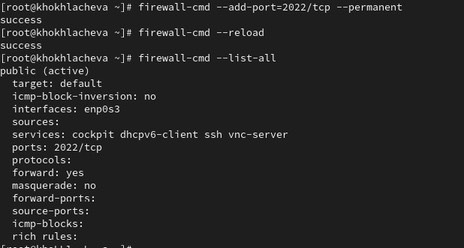 [root@khokhlacheva ~]# firewall-cmd --add-port=2022/tcp --permanent
success
[root@khokhlacheva ~]# firewall-cmd --reload
success
[root@khokhlacheva ~]# firewall-cmd --list-all
public (active)
  target: default
  icmp-block-inversion: no
  interfaces: enp0s3
  sources:
  services: cockpit dhcpv6-client ssh vnc-server
  ports: 2022/tcp
  protocols:
  forward: yes
  masquerade: no
  forward-ports:
  source-ports:
  icmp-blocks:
  rich rules:
[root@khokhlacheva ~]#